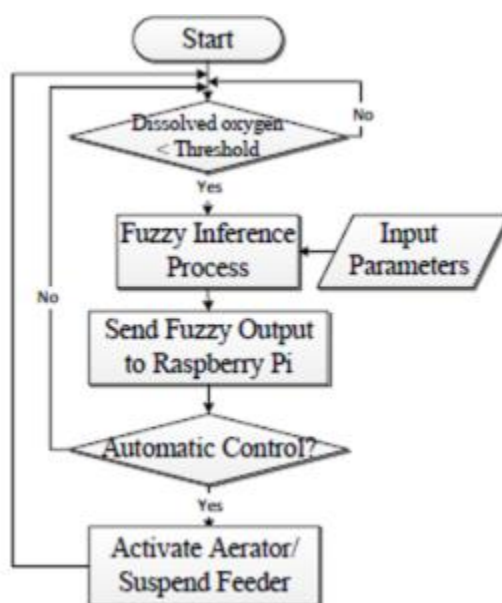 Start
No
Dissolved oxygen
< Threshold
Yes
Fuzzy Inference
Process
Input
Parameters
No
Send Fuzzy Output
to Raspberry Pi
Automatic Control?
Yes
Activate Aerator/
Suspend Feeder